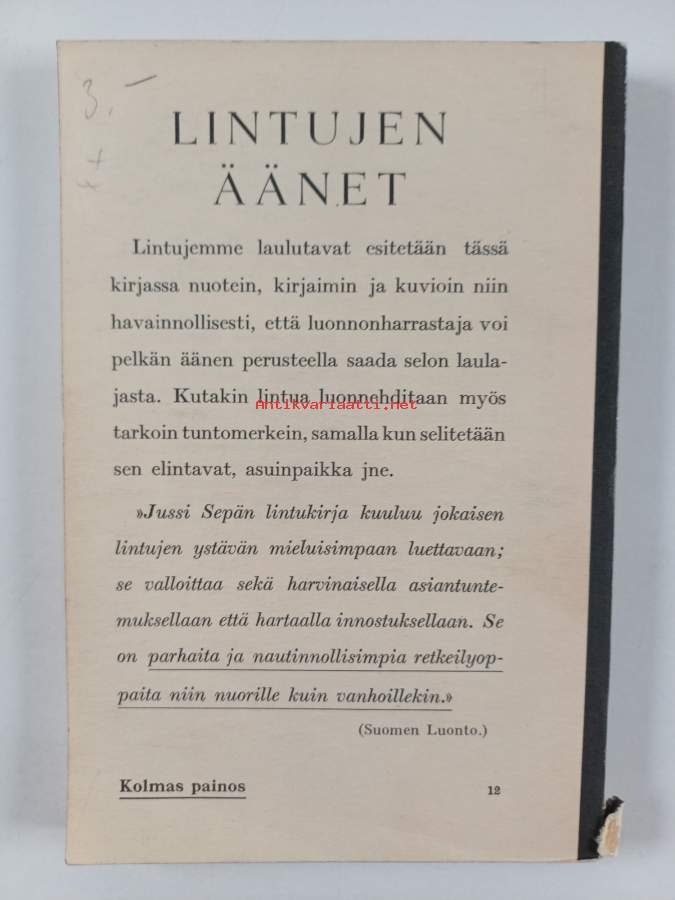 3.-
LINTUJEN
ÄÄNET
Lintujemme laulutavat esitetään tässä
kirjassa nuotein, kirjaimin ja kuvioin niin
havainnollisesti, että luonnonharrastaja voi
pelkän äänen perusteella saada selon laula-
jasta. Kutakin lintua luonnehditaan myös
Antikvariaatti.net
tarkoin tuntomerkein, samalla kun selitetään
sen elintavat, asuinpaikka jne.
»Jussi Sepän lintukirja kuuluu jokaisen
lintujen ystävän mieluisimpaan luettavaan;
se valloittaa sekä harvinaisella asiantunte-
muksellaan että hartaalla innostuksellaan. Se
on parhaita ja nautinnollisimpia retkeilyop-
paita niin nuorille kuin vanhoillekin.»
(Suomen Luonto.)
Kolmas painos
12